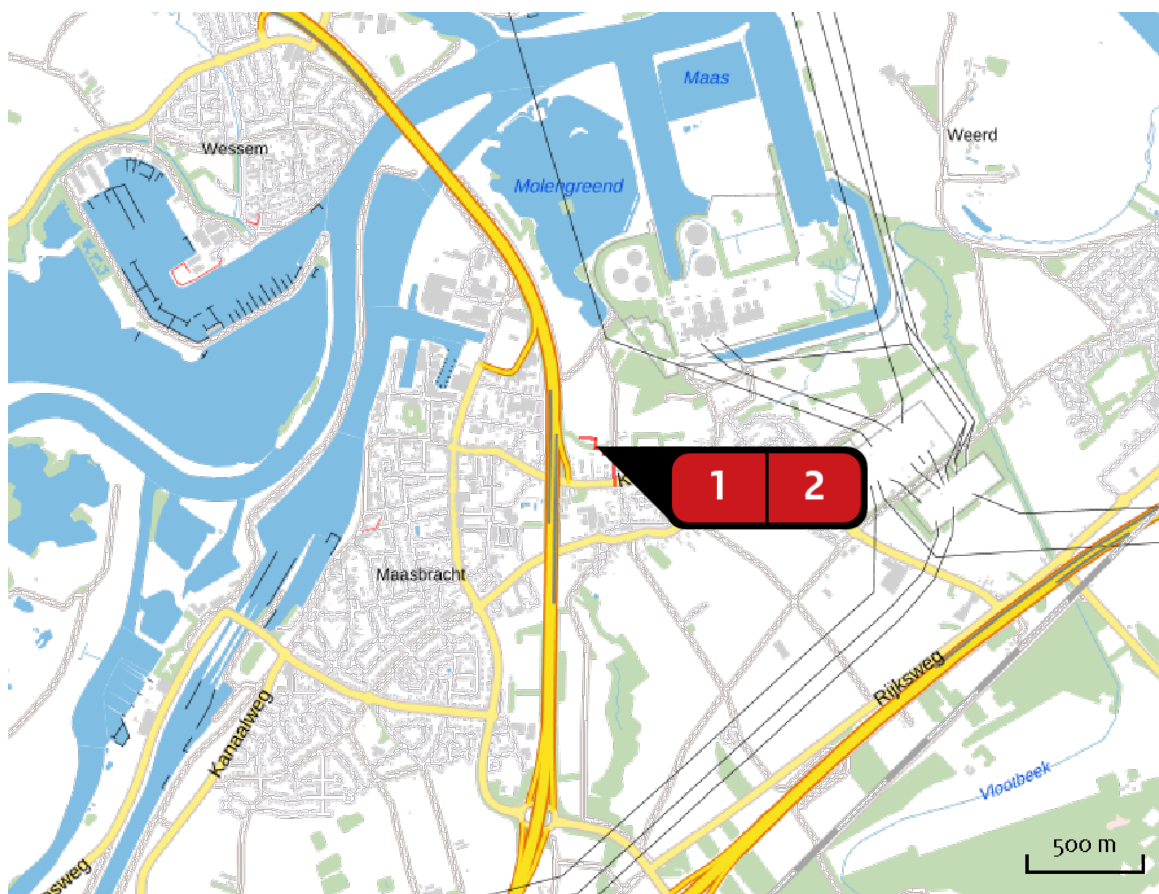 Maas
Weerd
Wessem
Molengreend
1 2
Maasbracht
Rijksweg
Kanaalweg
Vlootbeek
500 m